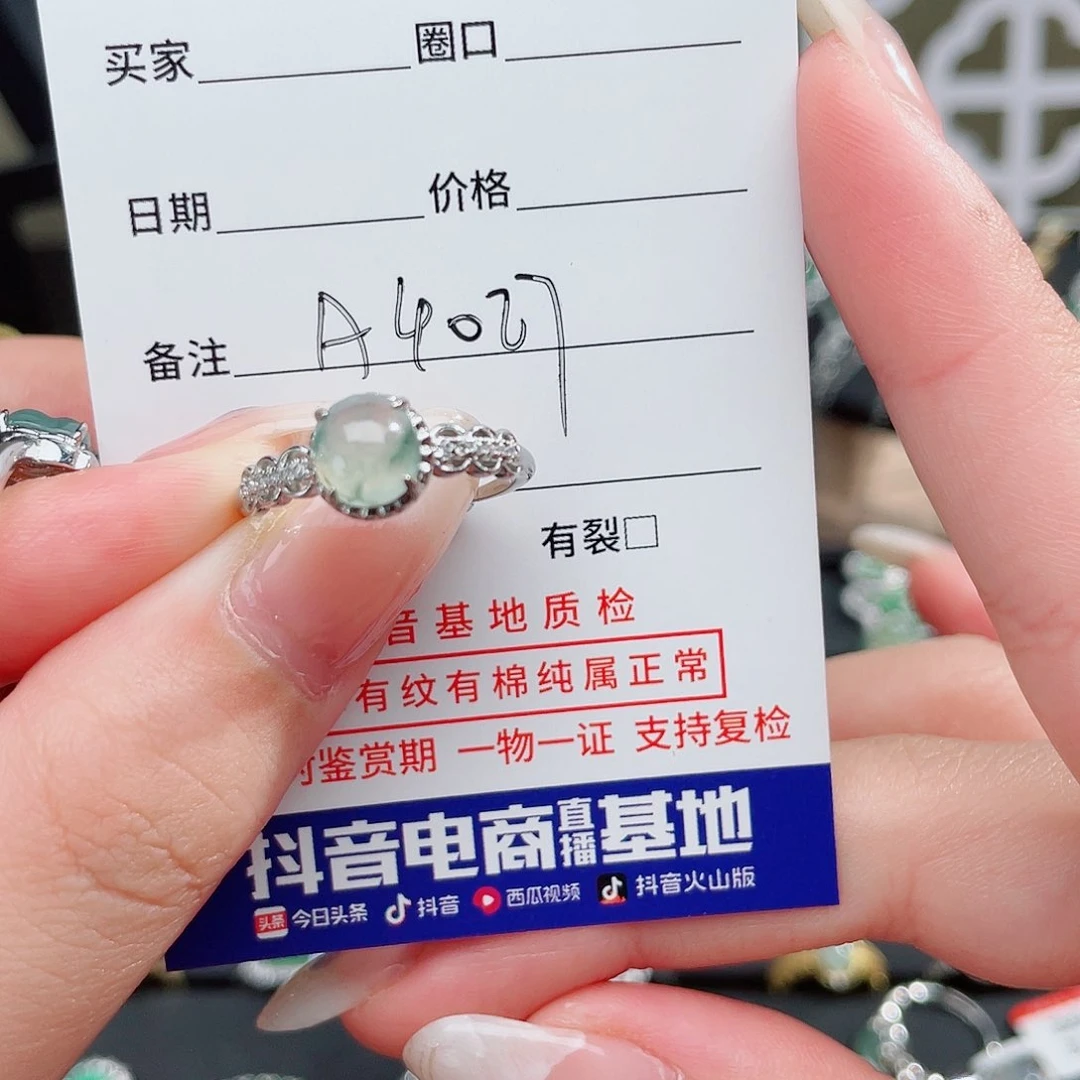 买家 圈口
日期 价格
备注 A4027
有裂
音基地质检
有纹有棉纯属正常
时鉴赏期 一物一证 支持复检
抖音电商直播基地
头条 今日头条 抖音 西瓜视频 抖音火山版